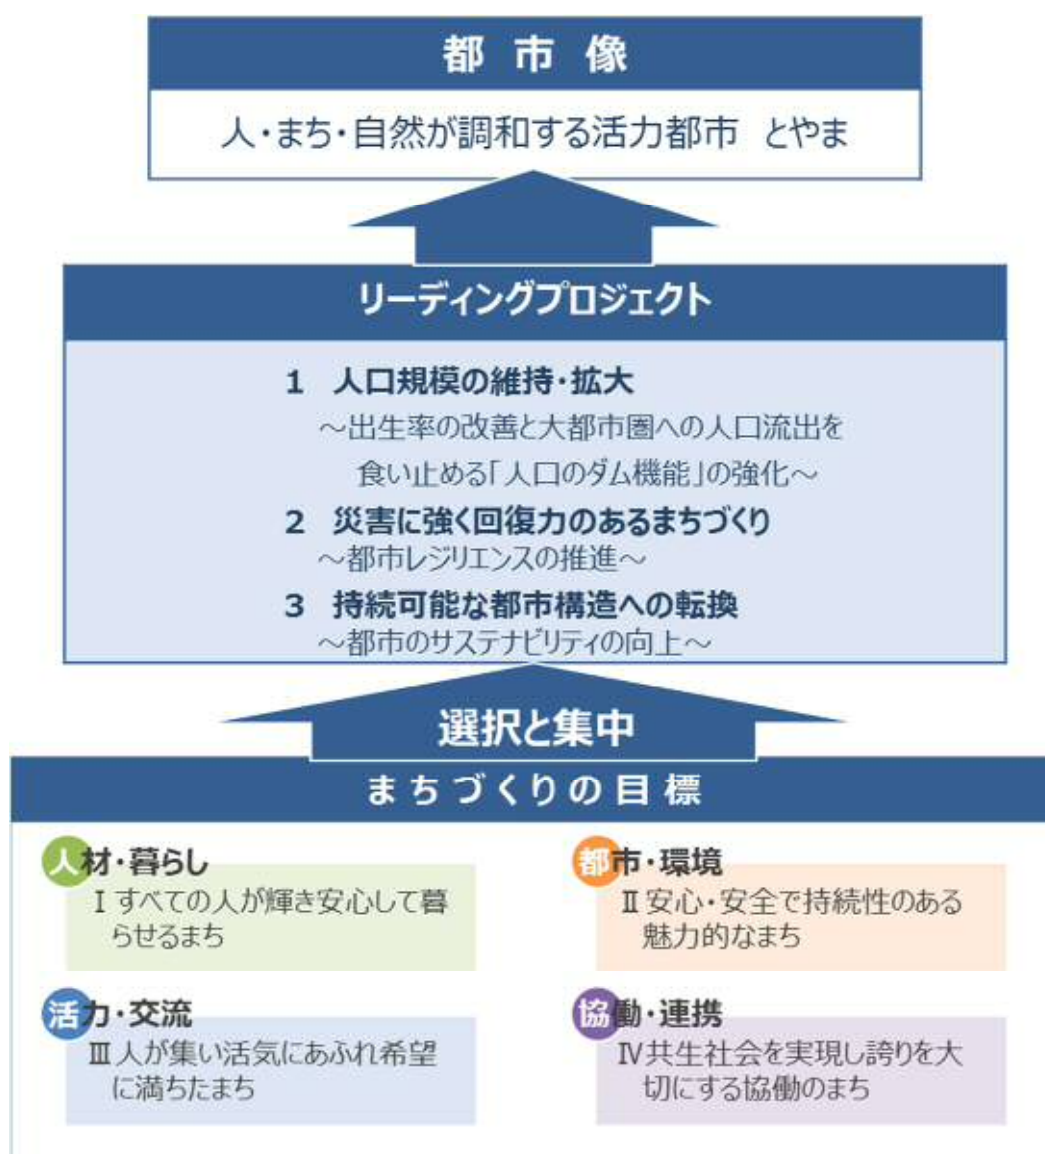 都市像
人・まち・自然が調和する活力都市　とやま
リーディングプロジェクト
1　人口規模の維持・拡大
～出生率の改善と大都市圏への人口流出を
食い止める「人口のダム機能」の強化～
2　災害に強く回復力のあるまちづくり
～都市レジリエンスの推進～
3　持続可能な都市構造への転換
～都市のサステナビリティの向上～
選択と集中
まちづくりの目標
人材・暮らし
Ⅰすべての人が輝き安心して暮
らせるまち
都市・環境
Ⅱ安心・安全で持続性のある
魅力的なまち
活力・交流
Ⅲ人が集い活気にあふれ希望
に満ちたまち
協働・連携
Ⅳ共生社会を実現し誇りを大
切にする協働のまち